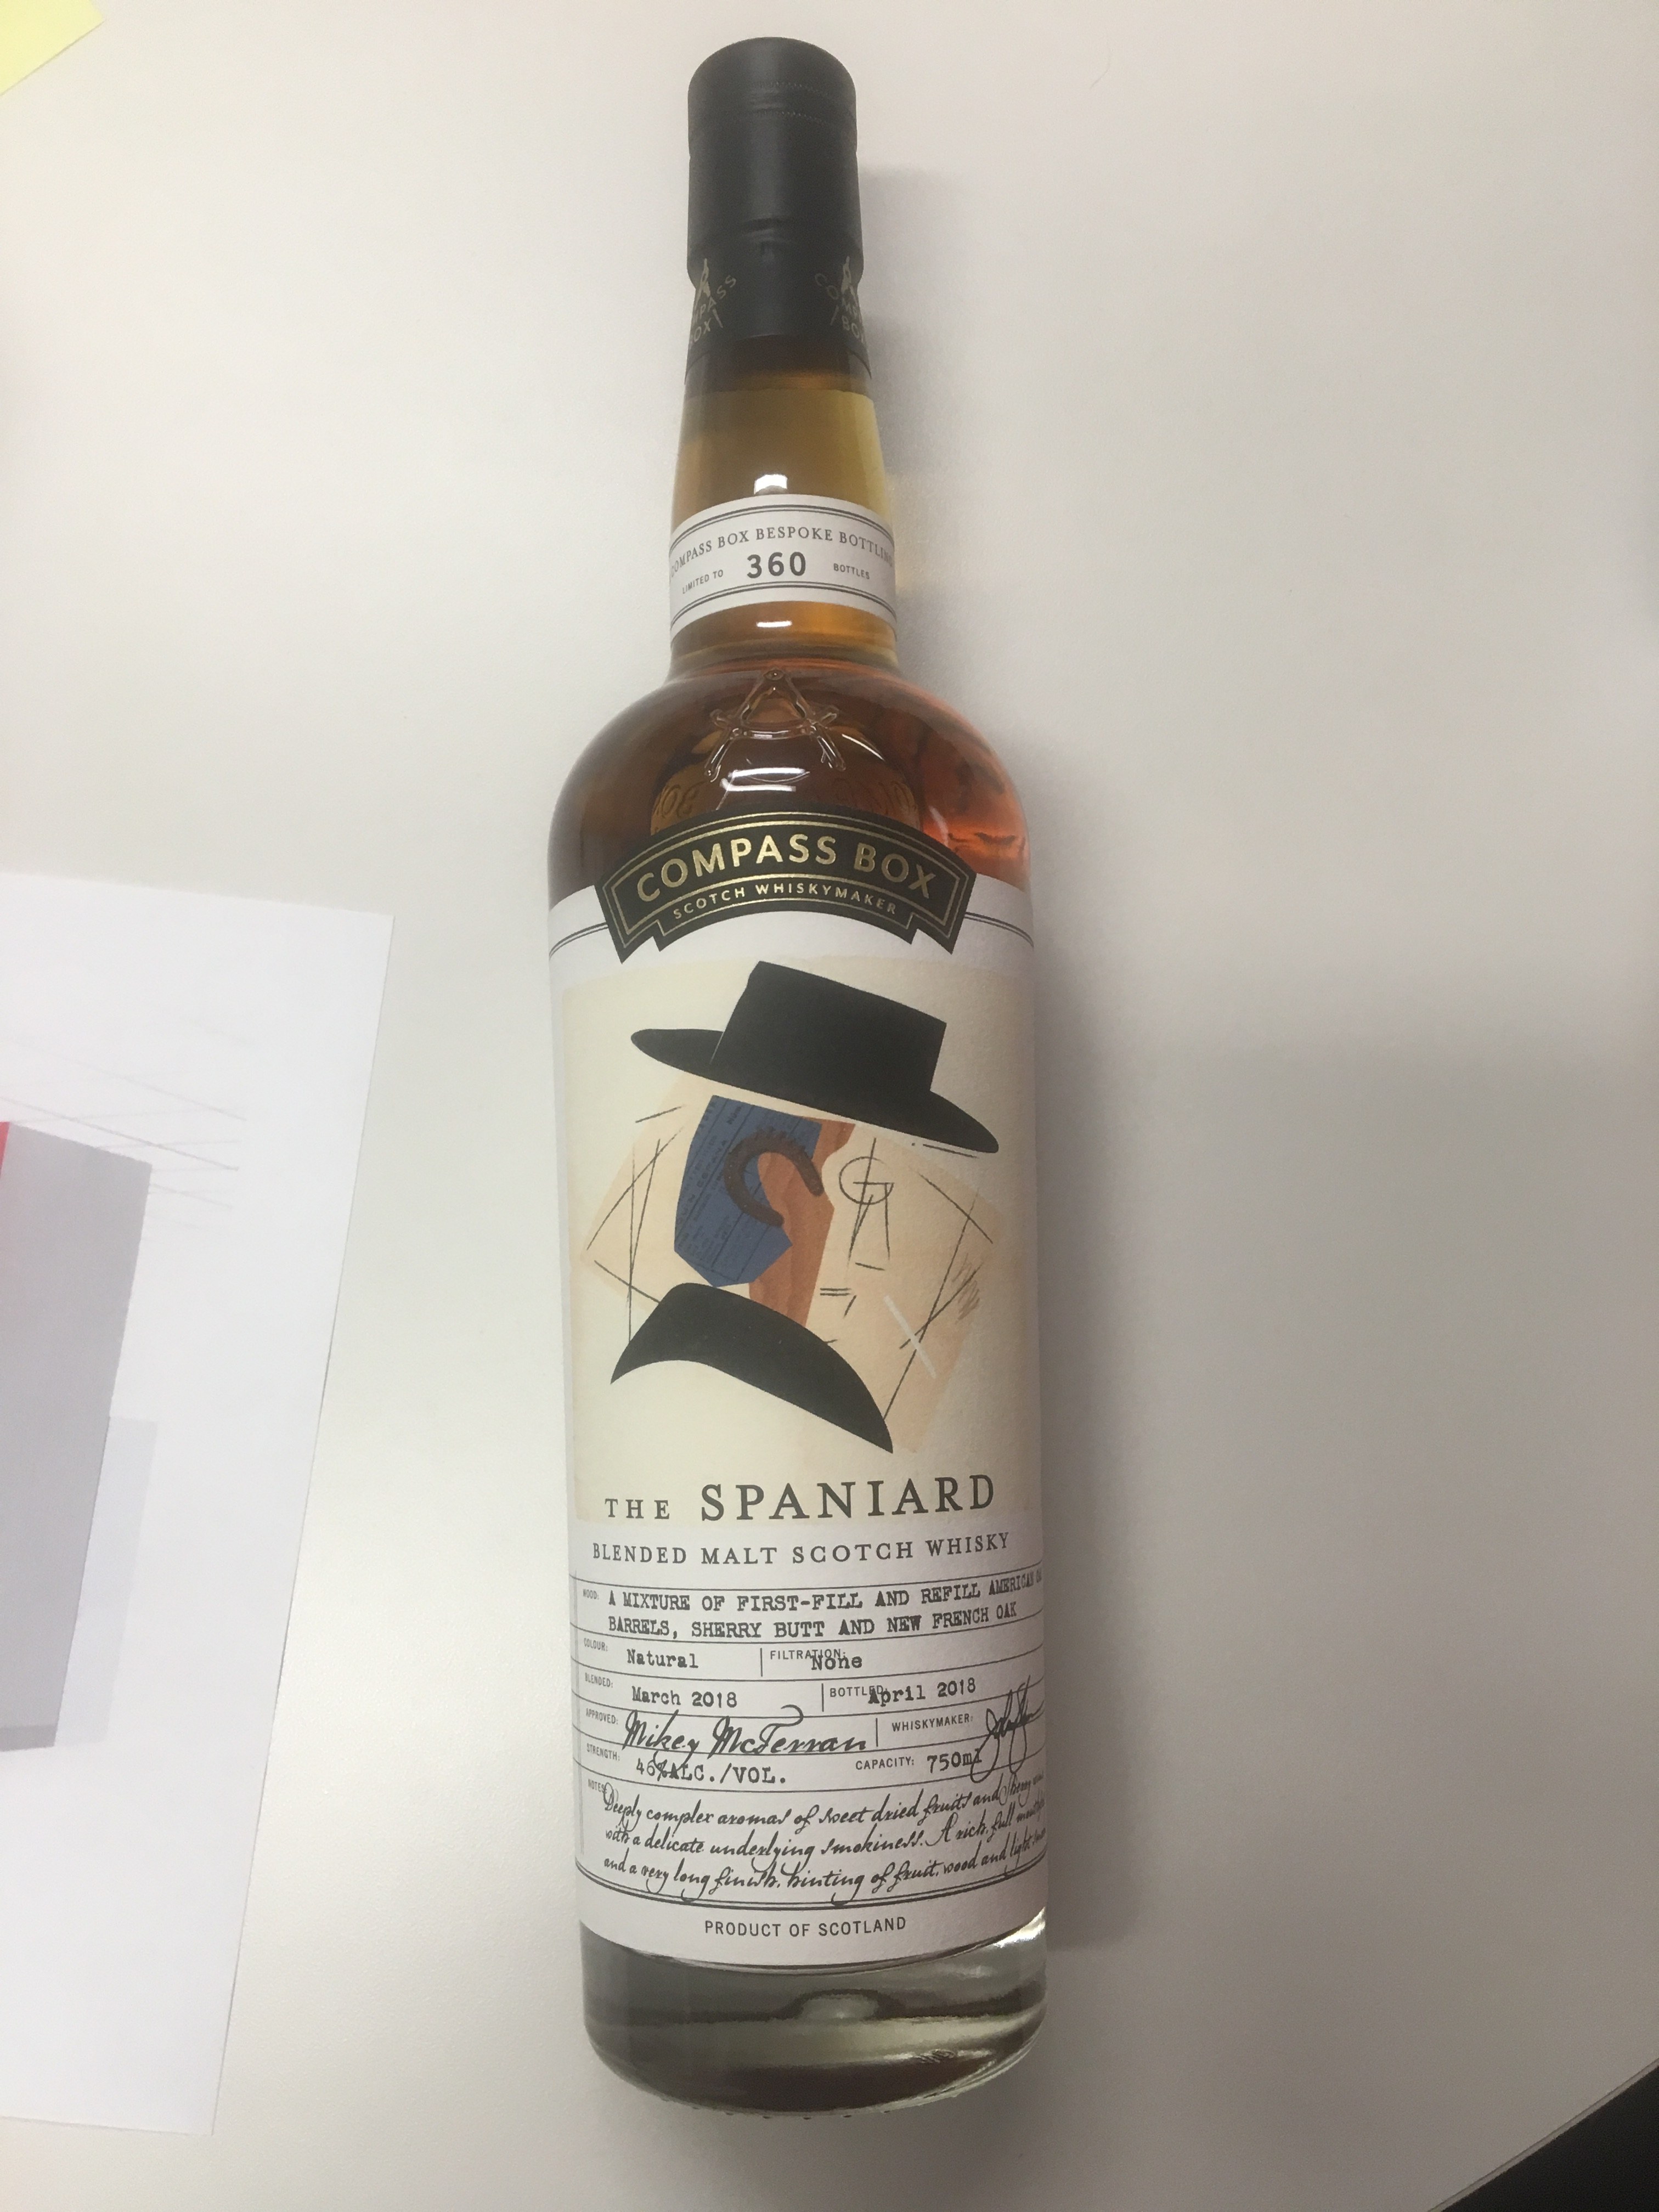 COMPASS BOX
COMPASS BOX
COMPASS BOX BESPOKE BOTTLING
LIMITED TO 360 BOTTLES
COMPASS BOX
SCOTCH WHISKYMAKER
THE SPANIARD
BLENDED MALT SCOTCH WHISKY
WOOD: A MIXTURE OF FIRST-FILL AND REFILL AMERICAN
BARRELS, SHERRY BUTT AND NEW FRENCH OAK
COLOUR: Natural FILTRATION: None
BLENDED: March 2018 BOTTLED: April 2018
APPROVED: Mikey McFerran WHISKYMAKER:
STRENGTH: 46%ALC./VOL. CAPACITY: 750ml
NOTES: Deeply complex aromas of sweet dried fruits and
with a delicate underlying smokiness. A rich, full
and a very long finish, hinting of fruit, wood and light
PRODUCT OF SCOTLAND